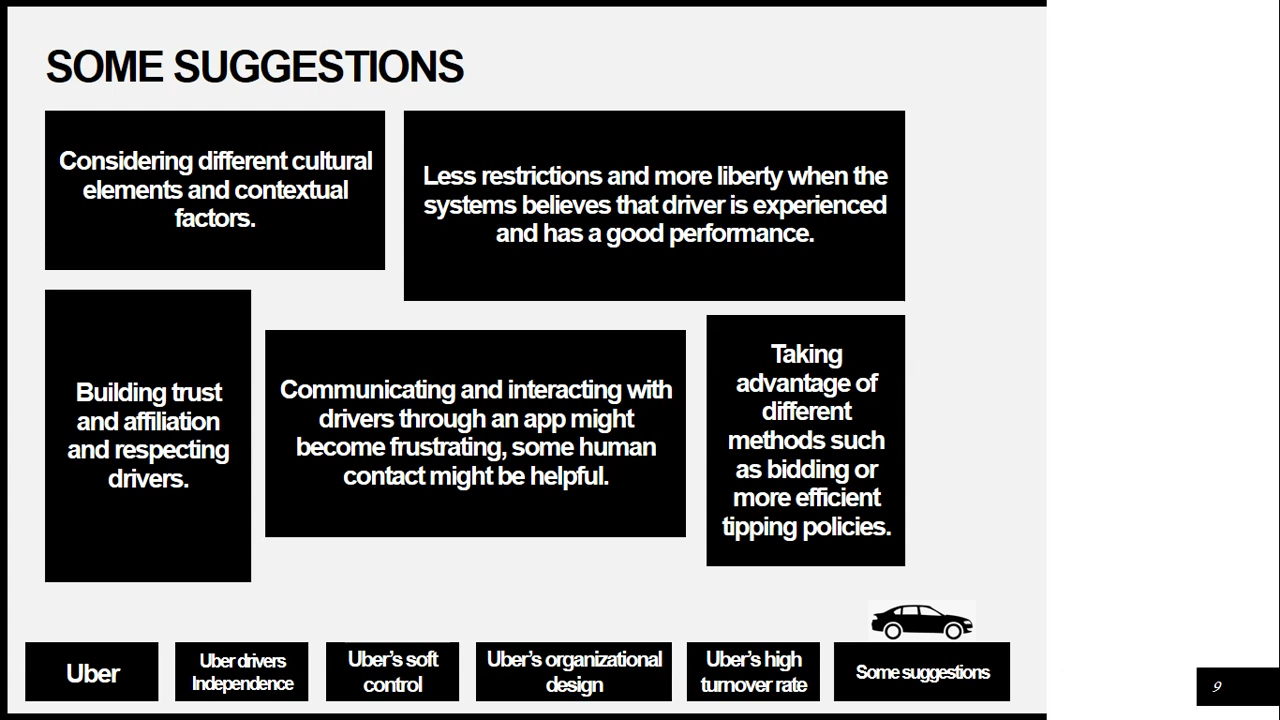 SOME SUGGESTIONS
Considering different cultural
elements and contextual
factors.
Less restrictions and more liberty when the
systems believes that driver is experienced
and has a good performance.
Building trust
and affiliation
and respecting
drivers.
Communicating and interacting with
drivers through an app might
become frustrating, some human
contact might be helpful.
Taking
advantage of
different
methods such
as bidding or
more efficient
tipping policies.
Uber
Uber drivers
Independence
Uber’s soft
control
Uber’s organizational
design
Uber’s high
turnover rate
Some suggestions
9